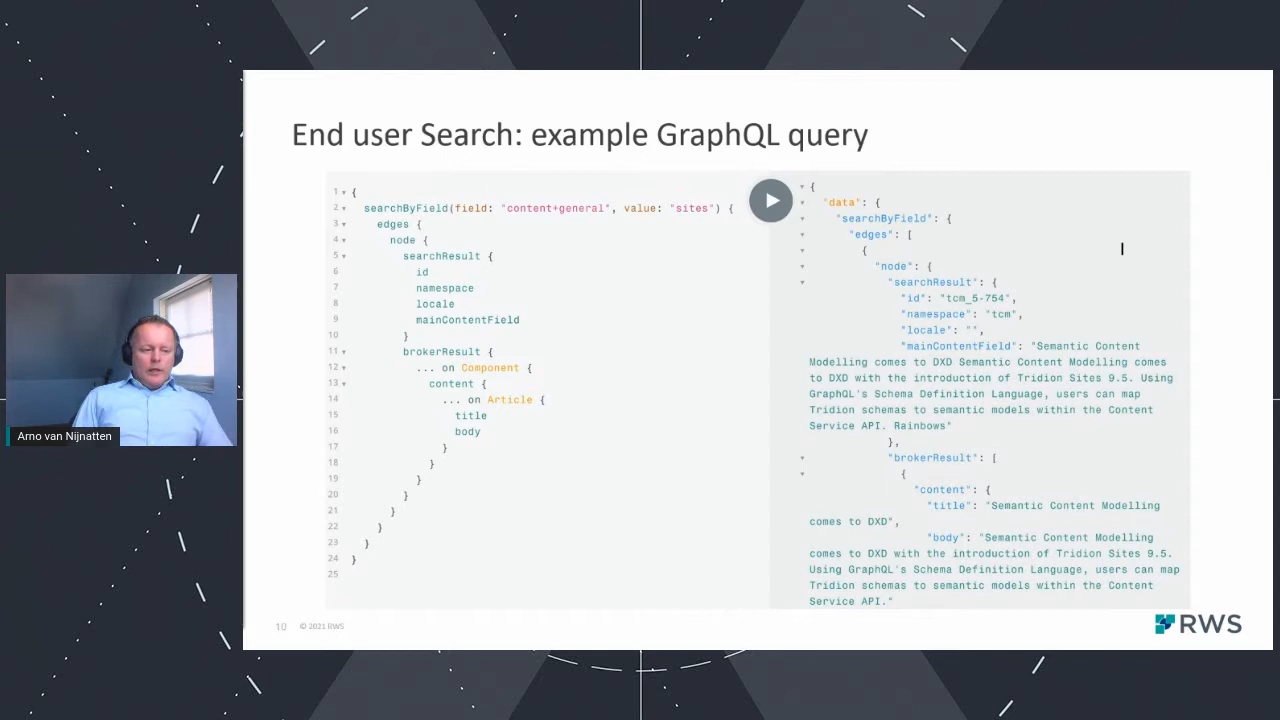 End user Search: example GraphQL query
1 {
2 searchByField(field: "content+general", value: "sites") {
3 edges {
4 node {
5 searchResult {
6 id
7 namespace
8 locale
9 mainContentField
10 }
11 brokerResult {
12 ... on Component {
13 content {
14 ... on Article {
15 title
16 body
17 }
18 }
19 }
20 }
21 }
22 }
23 }
24 }
25
{
"data": {
"searchByField": {
"edges": [
{
"node": {
"searchResult": {
"id": "tcm_5-754",
"namespace": "tcm",
"locale": "",
"mainContentField": "Semantic Content
Modelling comes to DXD Semantic Content Modelling comes
to DXD with the introduction of Tridion Sites 9.5. Using
GraphQL's Schema Definition Language, users can map
Tridion schemas to semantic models within the Content
Service API. Rainbows"
},
"brokerResult": [
{
"content": {
"title": "Semantic Content Modelling
comes to DXD",
"body": "Semantic Content Modelling
comes to DXD with the introduction of Tridion Sites 9.5.
Using GraphQL's Schema Definition Language, users can map
Tridion schemas to semantic models within the Content
Service API."
Arno van Nijnatten
10 © 2021 RWS
RWS